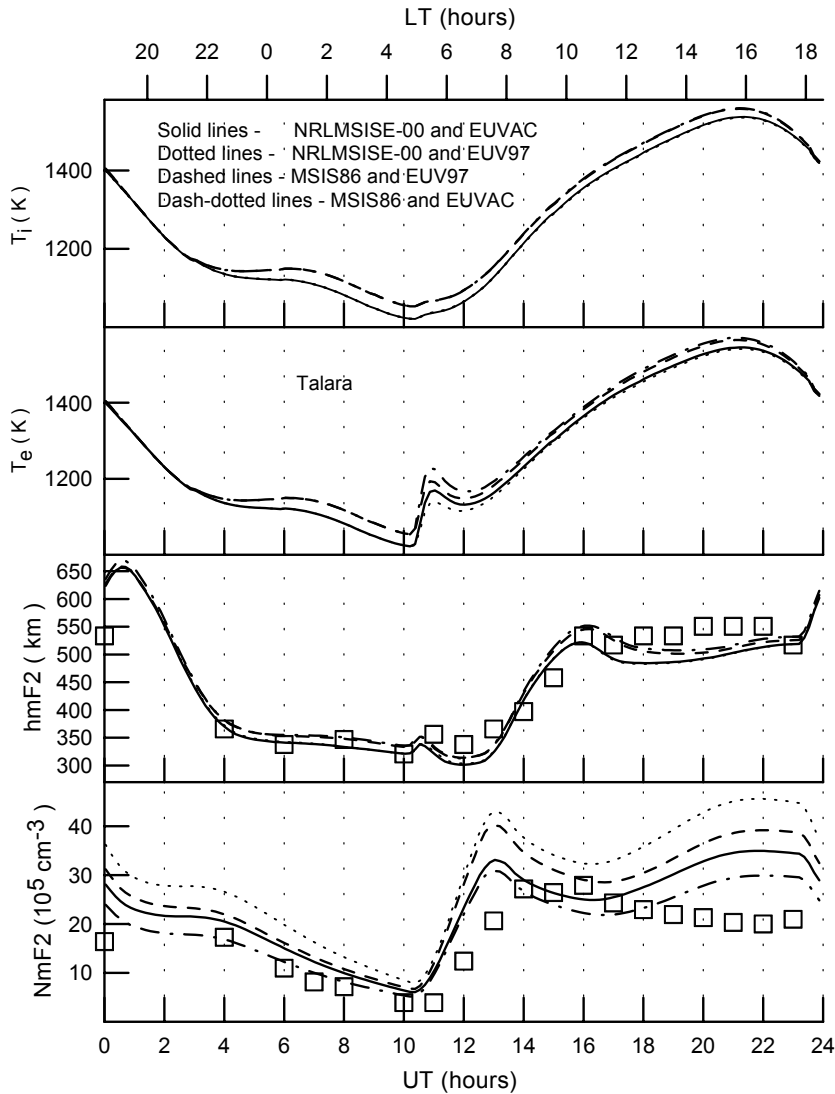 LT (hours)
20 22 0 2 4 6 8 10 12 14 16 18
Solid lines - NRLMSISE-00 and EUVAC
Dotted lines - NRLMSISE-00 and EUV97
Dashed lines - MSIS86 and EUV97
Dash-dotted lines - MSIS86 and EUVAC
Ti (K)
1400
1200
Talara
Te (K)
1400
1200
hmF2 ( km)
650
600
550
500
450
400
350
300
NmF2 (10⁵ cm-3)
40
30
20
10
0 2 4 6 8 10 12 14 16 18 20 22 24
UT (hours)